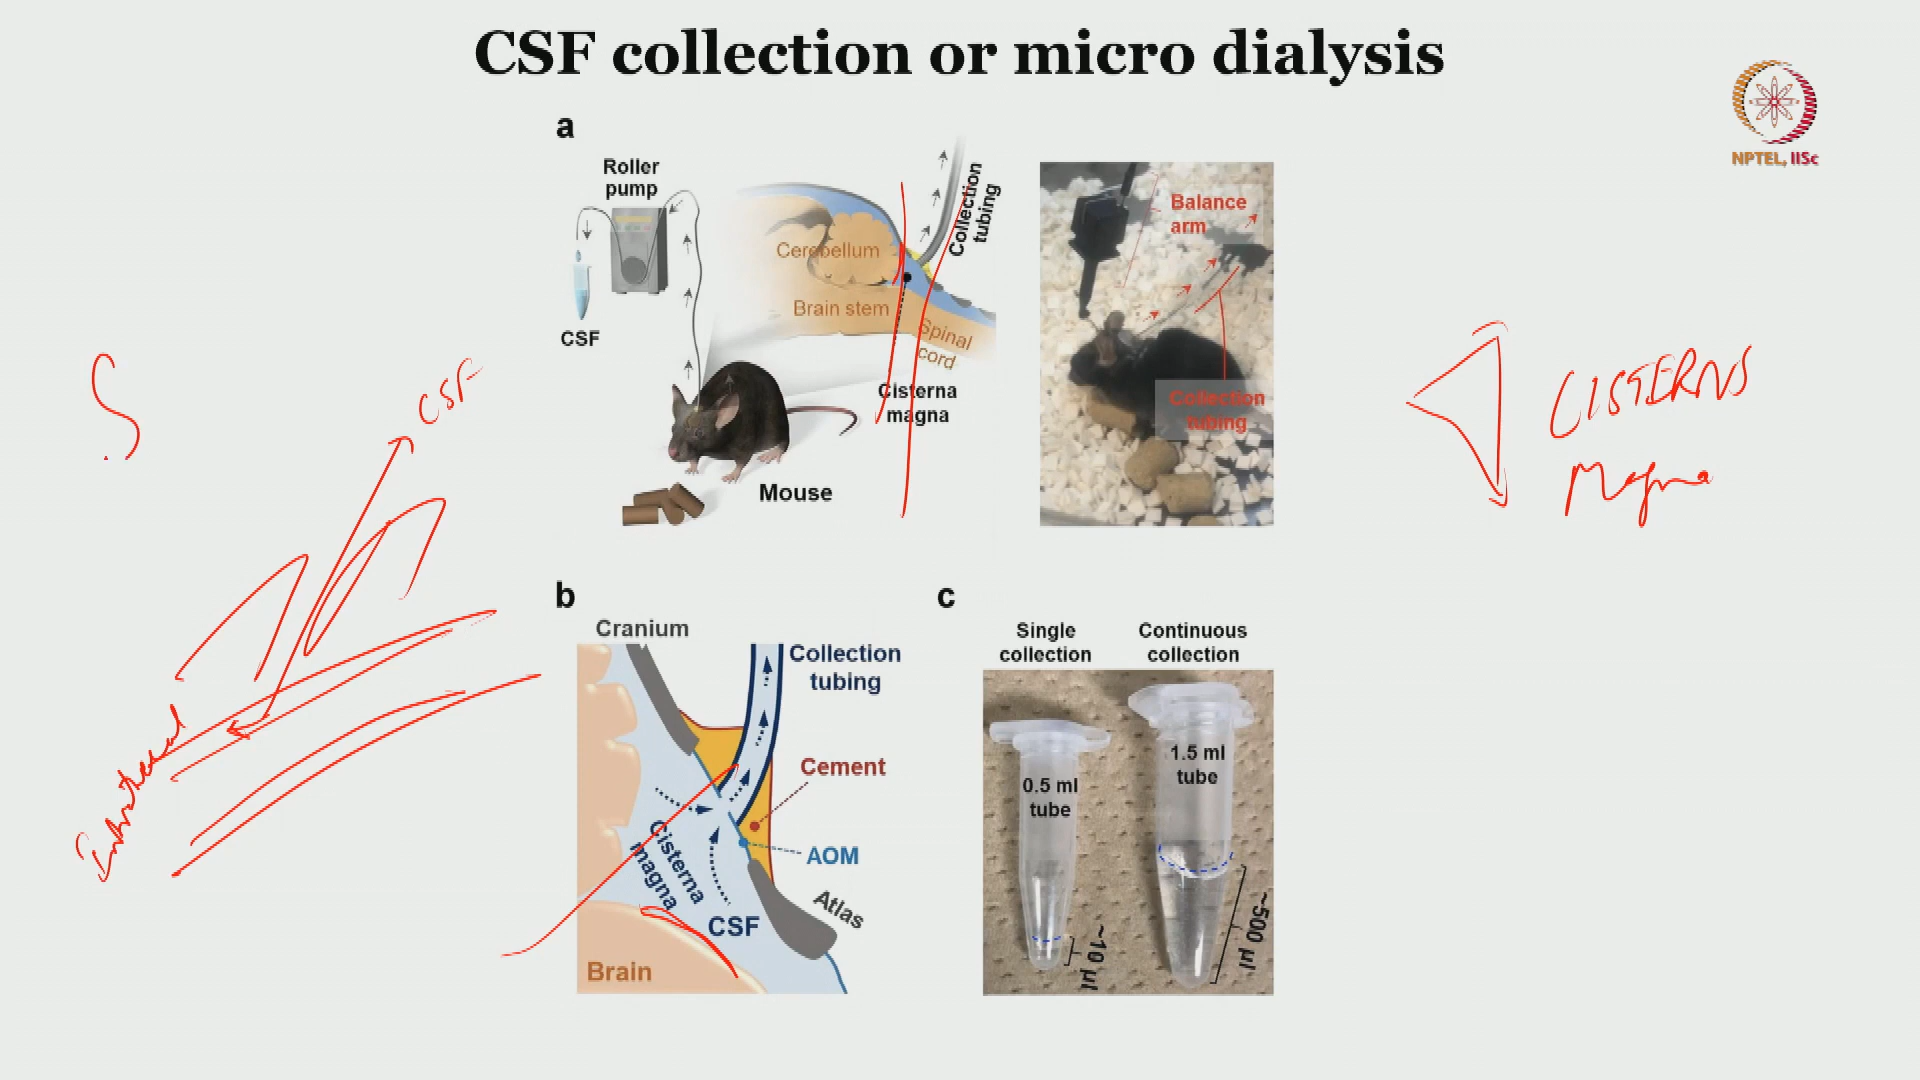 CSF collection or micro dialysis
NPTEL, IISc
a
Roller
pump
CSF
Cerebellum
Brain stem
Spinal
cord
Collection
tubing
Cisterna
magna
Mouse
Balance
arm
Collection
tubing
S
CSF
CISTERNS
Magna
b
Cranium
Collection
tubing
Cement
AOM
Atlas
Cisterna
magna
CSF
Brain
c
Single
collection
Continuous
collection
0.5 ml
tube
1.5 ml
tube
~10 µl
~500 µl